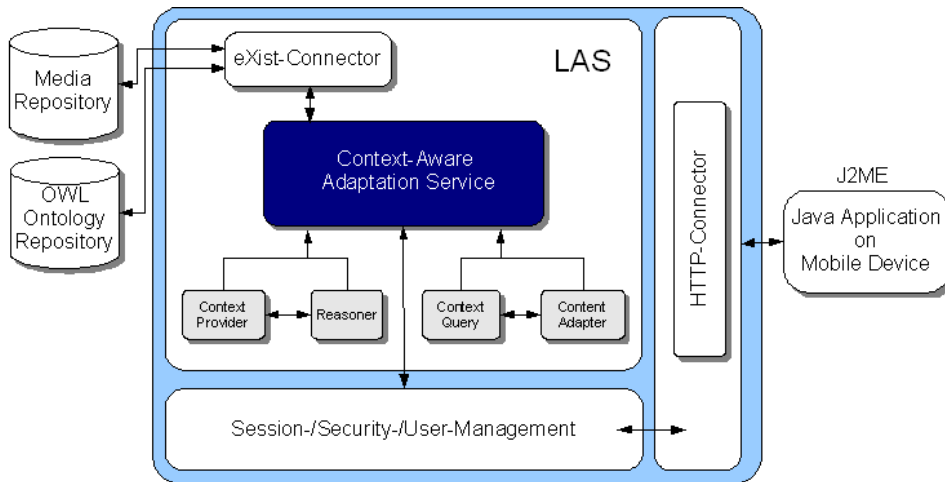 Media
Repository
OWL
Ontology
Repository
eXist-Connector
LAS
Context-Aware
Adaptation Service
Context
Provider
Reasoner
Context
Query
Content
Adapter
Session-/Security-/User-Management
HTTP-Connector
J2ME
Java Application
on
Mobile Device